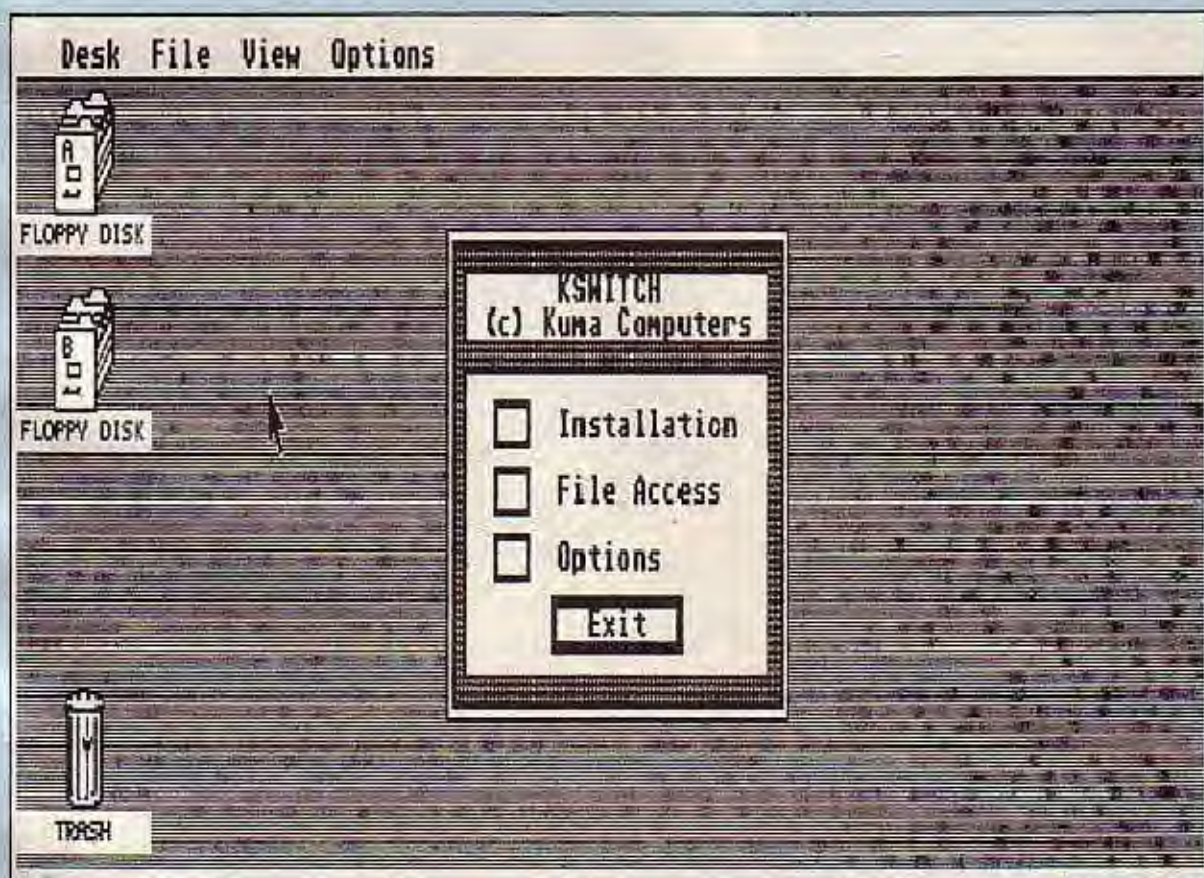 Desk File View Options
A
FLOPPY DISK
B
FLOPPY DISK
KSWITCH
(c) Kuma Computers
Installation
File Access
Options
Exit
TRASH